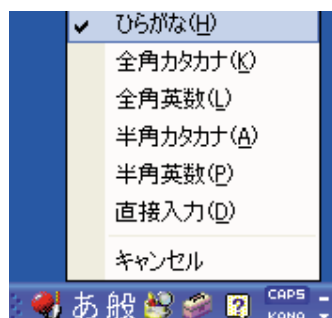 ひらがな(H)
全角カタカナ(K)
全角英数(L)
半角カタカナ(A)
半角英数(P)
直接入力(D)
キャンセル
あ 般 ? CAPS
KANA